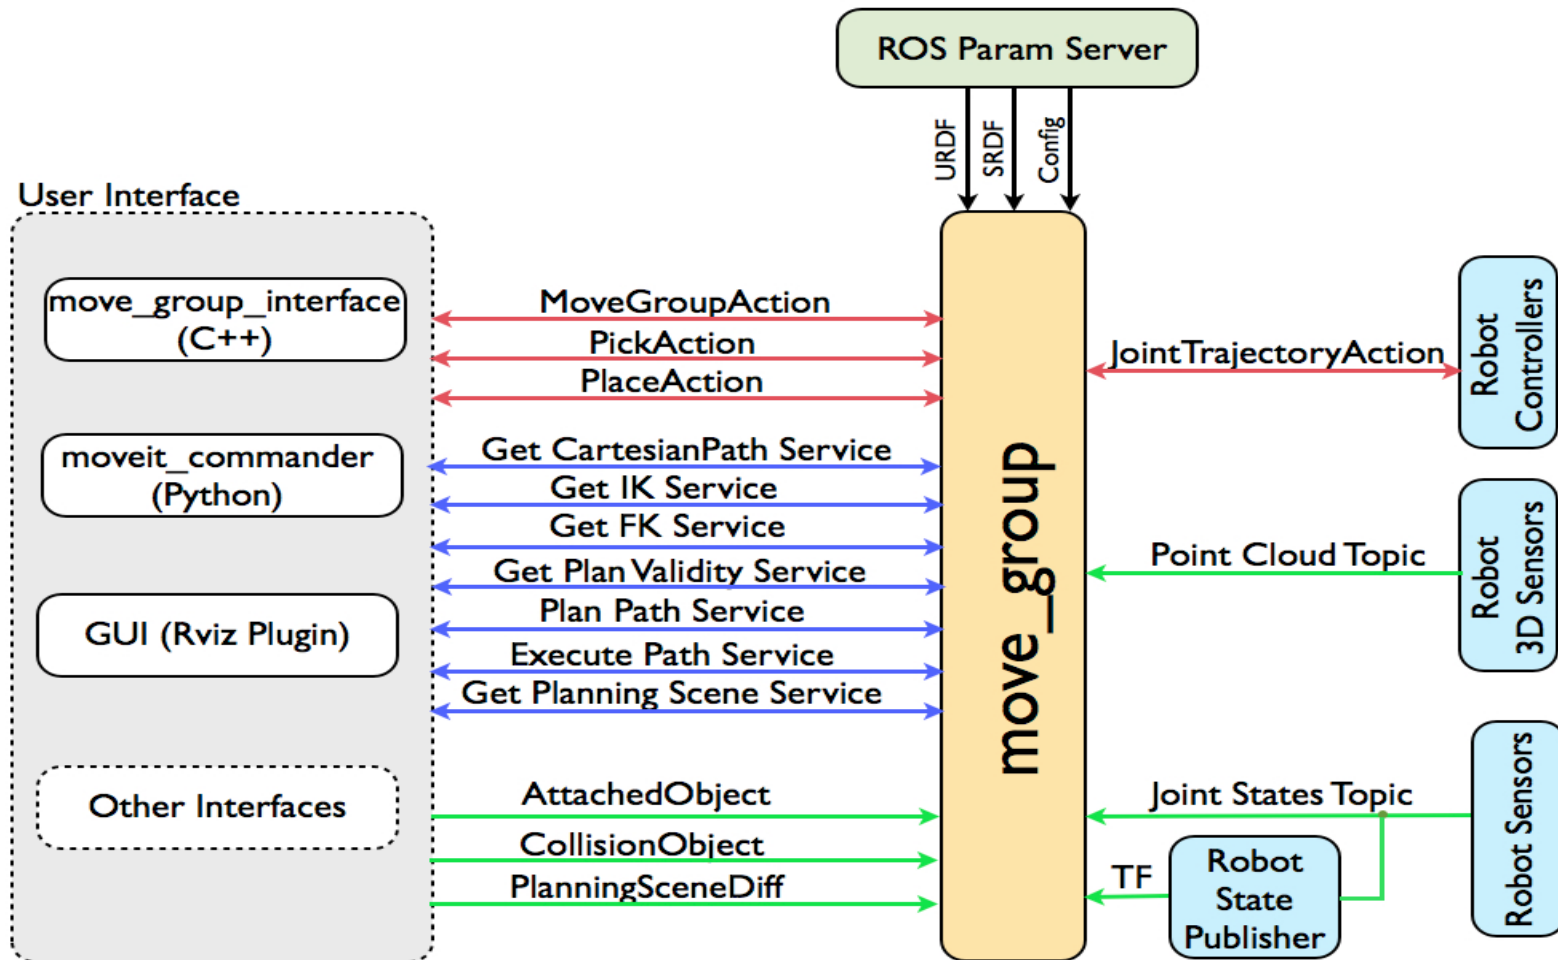 ROS Param Server
URDF
SRDF
Config
User Interface
move_group_interface
(C++)
moveit_commander
(Python)
GUI (Rviz Plugin)
Other Interfaces
MoveGroupAction
PickAction
PlaceAction
Get CartesianPath Service
Get IK Service
Get FK Service
Get Plan Validity Service
Plan Path Service
Execute Path Service
Get Planning Scene Service
AttachedObject
CollisionObject
PlanningSceneDiff
move_group
JointTrajectoryAction
Point Cloud Topic
Joint States Topic
TF
Robot
State
Publisher
Robot
Controllers
Robot
3D Sensors
Robot Sensors